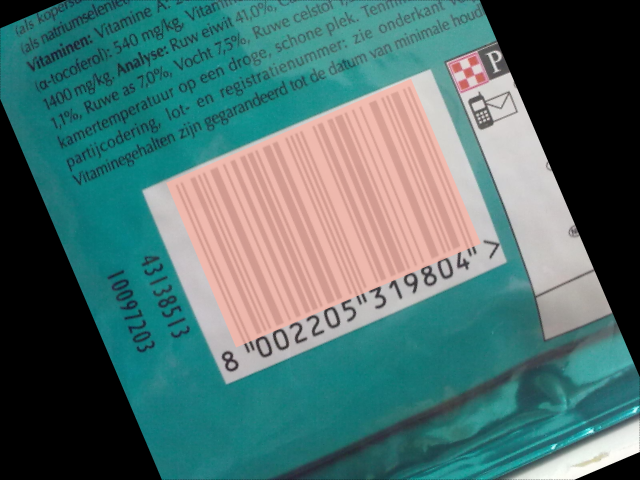 (als natriumseleniet
Vitaminen: Vitamine A:
(α-tocoferol): 540 mg/kg, Vitamin
1400 mg/kg. Analyse: Ruw eiwit 41,0%,
1,1%, Ruwe as 7,0%, Vocht 7,5%. Ruwe celstof
kamertemperatuur op een droge, schone plek.
partijcodering, lot- en registratienummer: zie onderkant
Vitaminegehalten zijn gegarandeerd tot de datum van minimale houd
P
43138513
10097203
8 "002205"319804" >